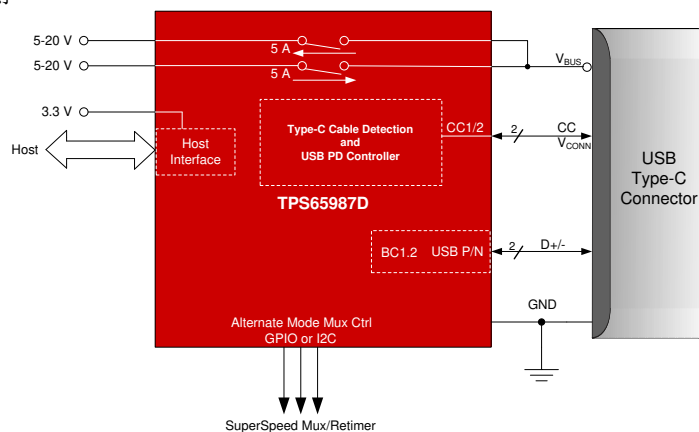 5-20 V
5 A
5-20 V
5 A
VBUS
3.3 V
Host
Host
Interface
Type-C Cable Detection
and
USB PD Controller
CC1/2
2
CC
VCONN
USB
Type-C
Connector
TPS65987D
BC1.2 USB P/N
2
D+/-
GND
Alternate Mode Mux Ctrl
GPIO or I2C
SuperSpeed Mux/Retimer